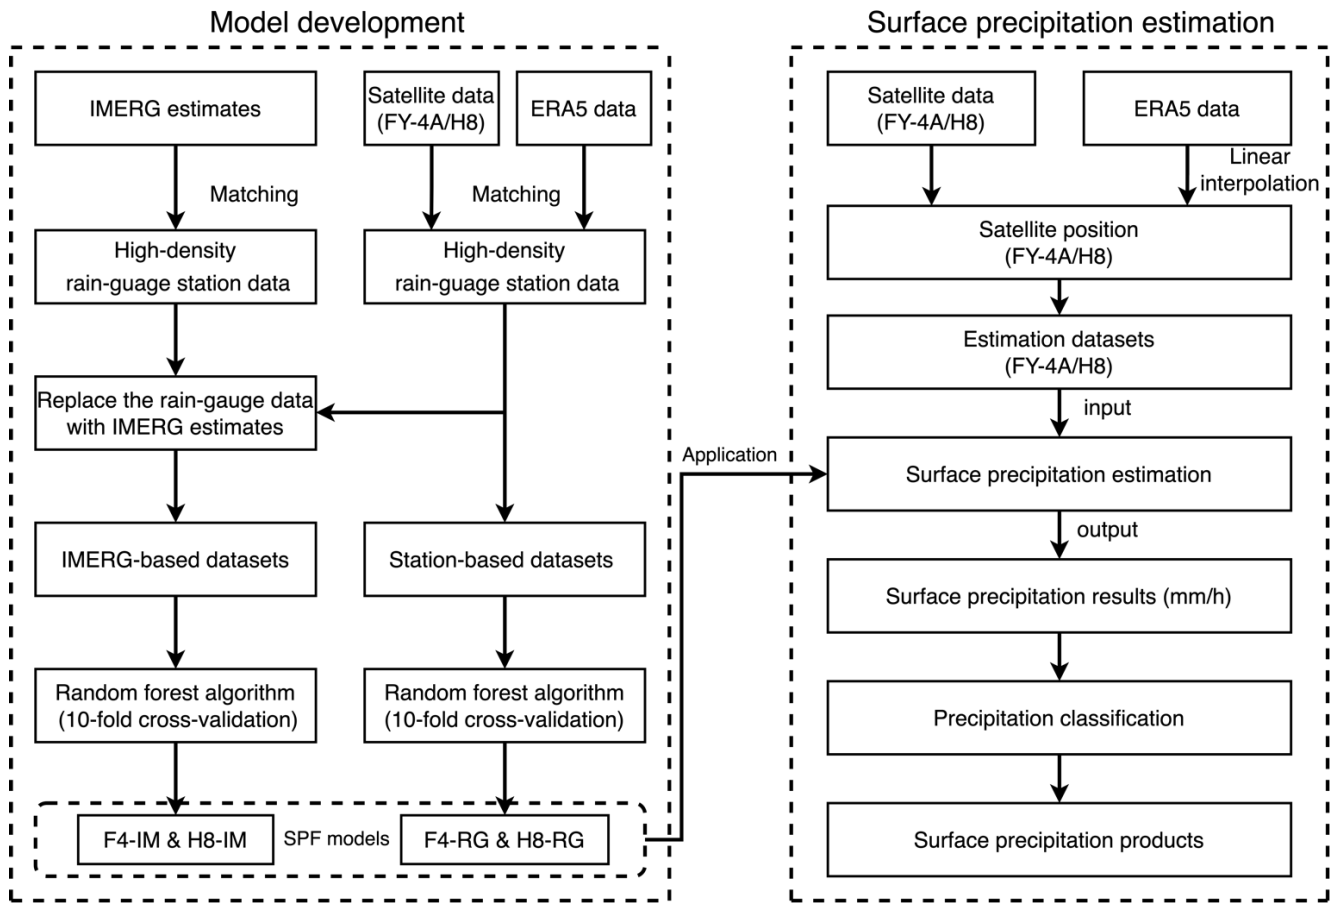 Model development
IMERG estimates
Satellite data
(FY-4A/H8)
ERA5 data
Matching
Matching
High-density
rain-guage station data
High-density
rain-guage station data
Replace the rain-gauge data
with IMERG estimates
IMERG-based datasets
Station-based datasets
Random forest algorithm
(10-fold cross-validation)
Random forest algorithm
(10-fold cross-validation)
F4-IM & H8-IM
SPF models
F4-RG & H8-RG
Application
Surface precipitation estimation
Satellite data
(FY-4A/H8)
ERA5 data
Linear
interpolation
Satellite position
(FY-4A/H8)
Estimation datasets
(FY-4A/H8)
input
Surface precipitation estimation
output
Surface precipitation results (mm/h)
Precipitation classification
Surface precipitation products